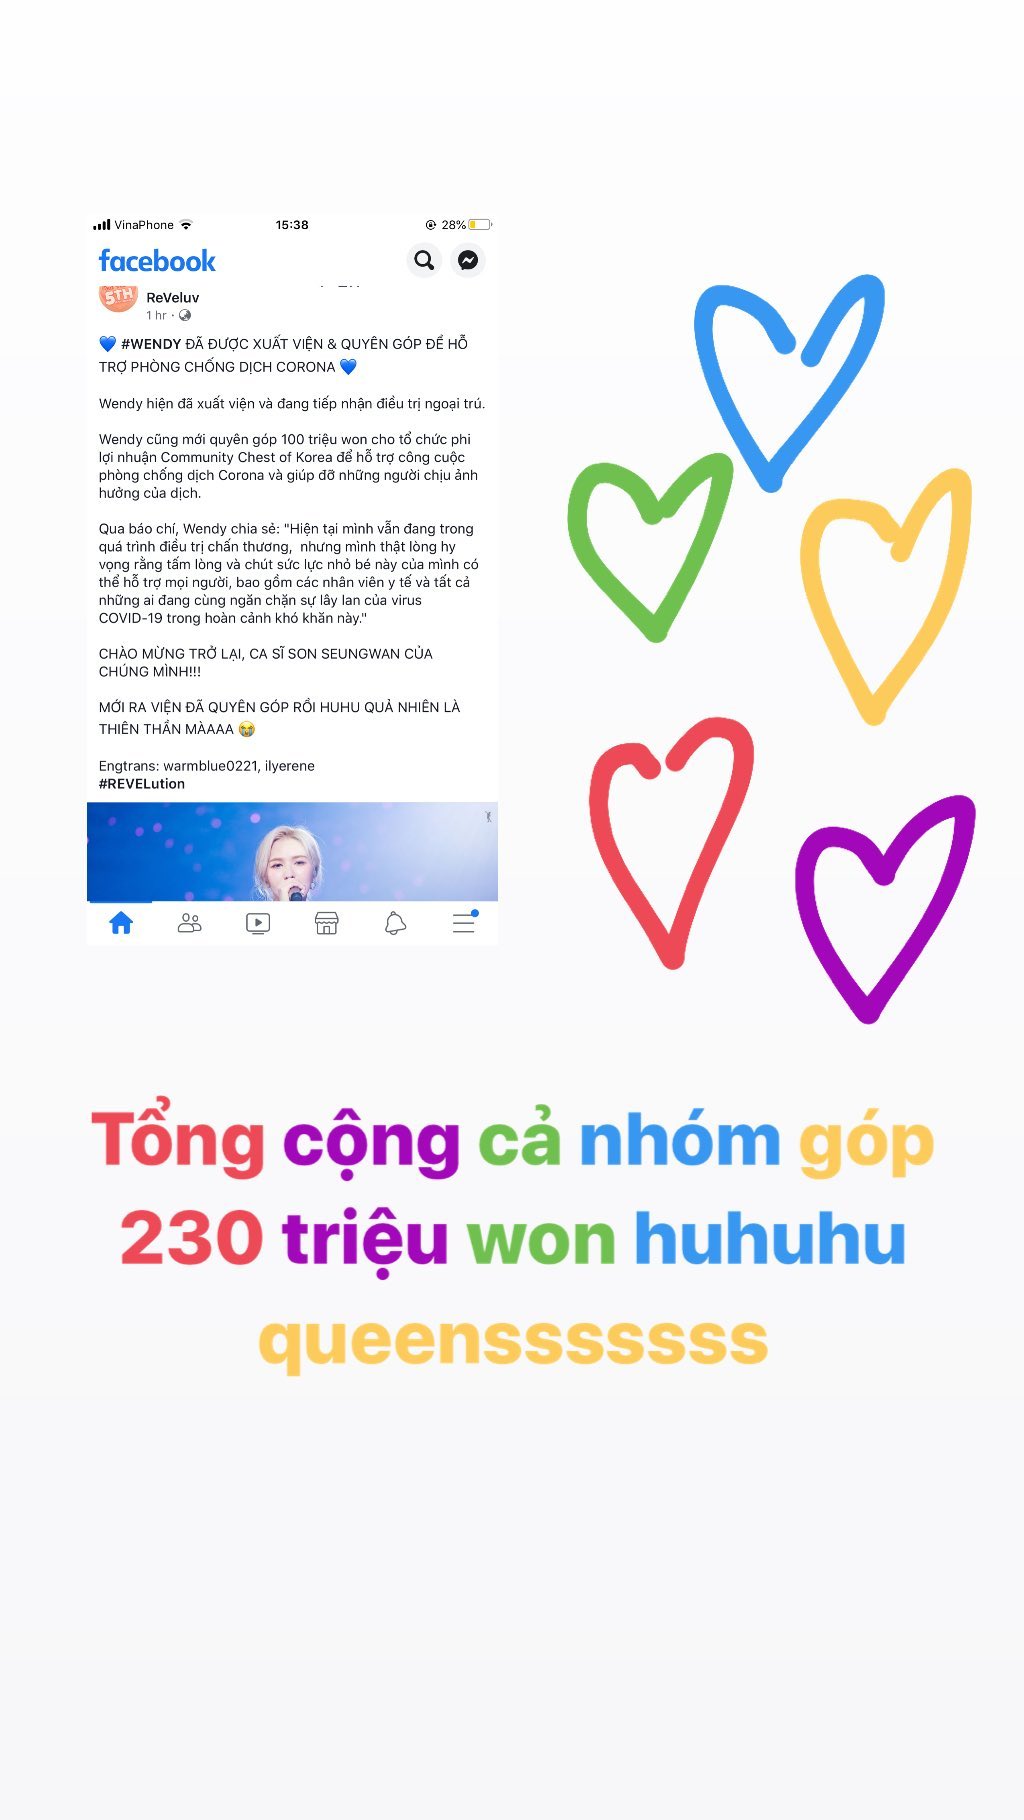 VinaPhone 15:38 28%
facebook
5TH
ReVeluv
1 hr ·
💙 #WENDY ĐÃ ĐƯỢC XUẤT VIỆN & QUYÊN GÓP ĐỂ HỖ
TRỢ PHÒNG CHỐNG DỊCH CORONA 💙
Wendy hiện đã xuất viện và đang tiếp nhận điều trị ngoại trú.
Wendy cũng mới quyên góp 100 triệu won cho tổ chức phi
lợi nhuận Community Chest of Korea để hỗ trợ công cuộc
phòng chống dịch Corona và giúp đỡ những người chịu ảnh
hưởng của dịch.
Qua báo chí, Wendy chia sẻ: "Hiện tại mình vẫn đang trong
quá trình điều trị chấn thương, nhưng mình thật lòng hy
vọng rằng tấm lòng và chút sức lực nhỏ bé này của mình có
thể hỗ trợ mọi người, bao gồm các nhân viên y tế và tất cả
những ai đang cùng ngăn chặn sự lây lan của virus
COVID-19 trong hoàn cảnh khó khăn này."
CHÀO MỪNG TRỞ LẠI, CA SĨ SON SEUNGWAN CỦA
CHÚNG MÌNH!!!
MỚI RA VIỆN ĐÃ QUYÊN GÓP RỒI HUHU QUẢ NHIÊN LÀ
THIÊN THẦN MÀAAA 😭
Engtrans: warmblue0221, ilyerene
#REVELution
Tổng cộng cả nhóm góp
230 triệu won huhuhu
queensssssss